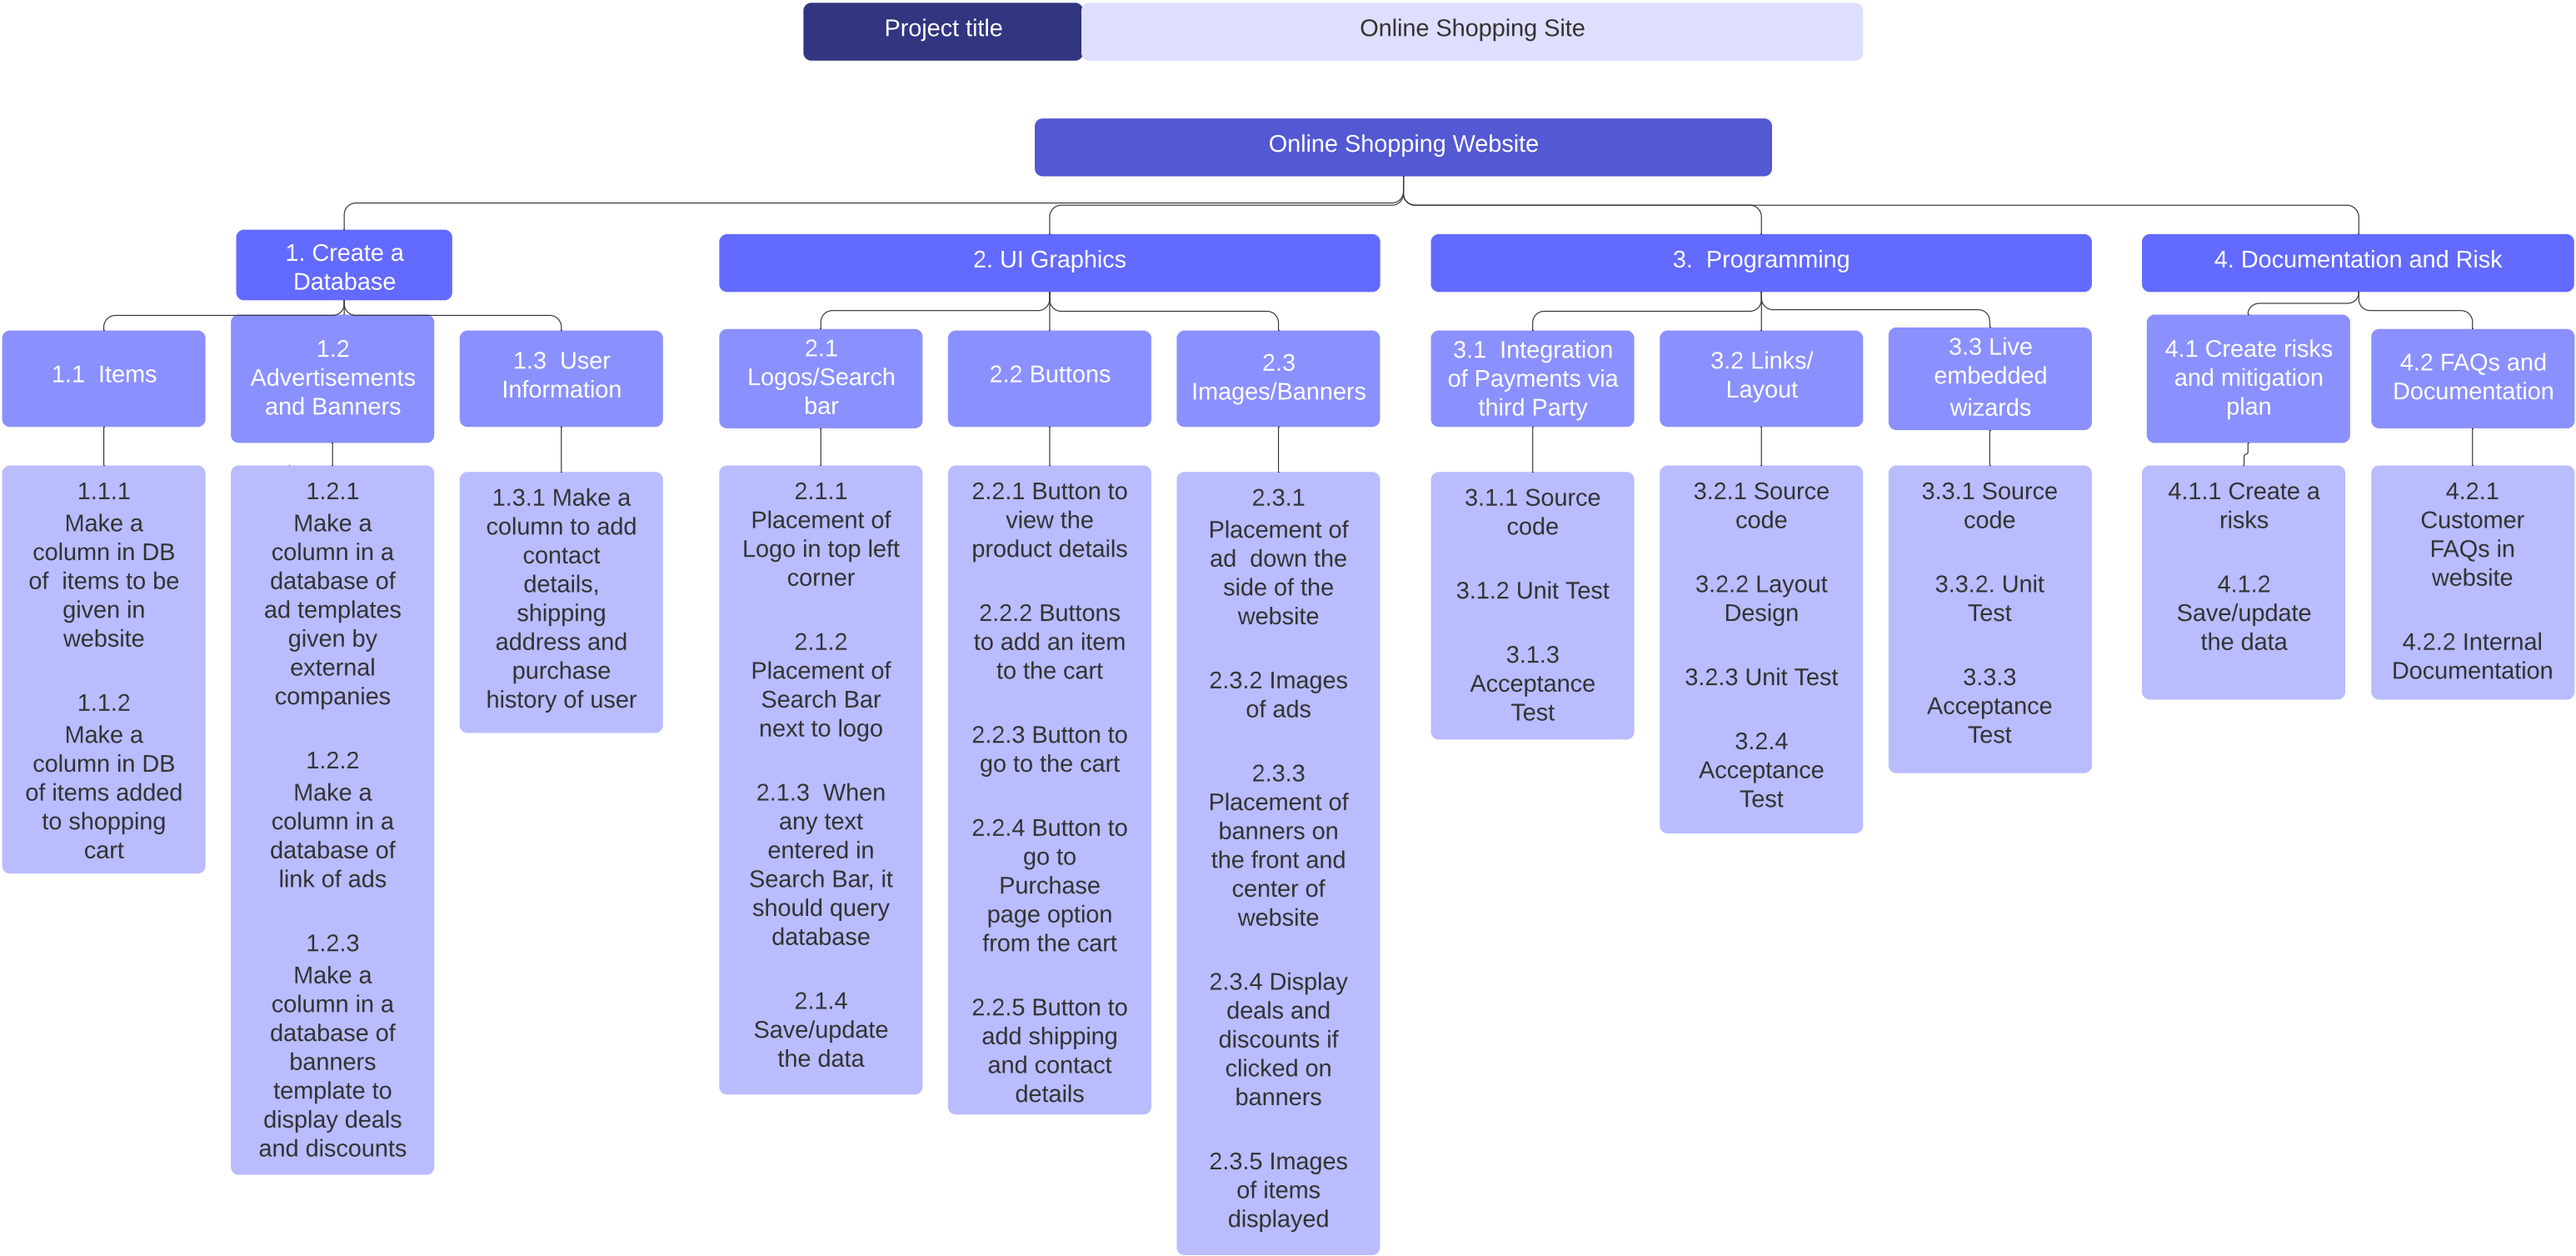 Project title
Online Shopping Site
Online Shopping Website
1. Create a
Database
2. UI Graphics
3.  Programming
4. Documentation and Risk
1.1  Items
1.2
Advertisements
and Banners
1.3  User
Information
2.1
Logos/Search
bar
2.2 Buttons
2.3
Images/Banners
3.1  Integration
of Payments via
third Party
3.2 Links/
Layout
3.3 Live
embedded
wizards
4.1 Create risks
and mitigation
plan
4.2 FAQs and
Documentation
1.1.1
Make a
column in DB
of  items to be
given in
website
1.1.2
Make a
column in DB
of items added
to shopping
cart
1.2.1
Make a
column in a
database of
ad templates
given by
external
companies
1.2.2
Make a
column in a
database of
link of ads
1.2.3
Make a
column in a
database of
banners
template to
display deals
and discounts
1.3.1 Make a
column to add
contact
details,
shipping
address and
purchase
history of user
2.1.1
Placement of
Logo in top left
corner
2.1.2
Placement of
Search Bar
next to logo
2.1.3  When
any text
entered in
Search Bar, it
should query
database
2.1.4
Save/update
the data
2.2.1 Button to
view the
product details
2.2.2 Buttons
to add an item
to the cart
2.2.3 Button to
go to the cart
2.2.4 Button to
go to
Purchase
page option
from the cart
2.2.5 Button to
add shipping
and contact
details
2.3.1
Placement of
ad  down the
side of the
website
2.3.2 Images
of ads
2.3.3
Placement of
banners on
the front and
center of
website
2.3.4 Display
deals and
discounts if
clicked on
banners
2.3.5 Images
of items
displayed
3.1.1 Source
code
3.1.2 Unit Test
3.1.3
Acceptance
Test
3.2.1 Source
code
3.2.2 Layout
Design
3.2.3 Unit Test
3.2.4
Acceptance
Test
3.3.1 Source
code
3.3.2. Unit
Test
3.3.3
Acceptance
Test
4.1.1 Create a
risks
4.1.2
Save/update
the data
4.2.1
Customer
FAQs in
website
4.2.2 Internal
Documentation